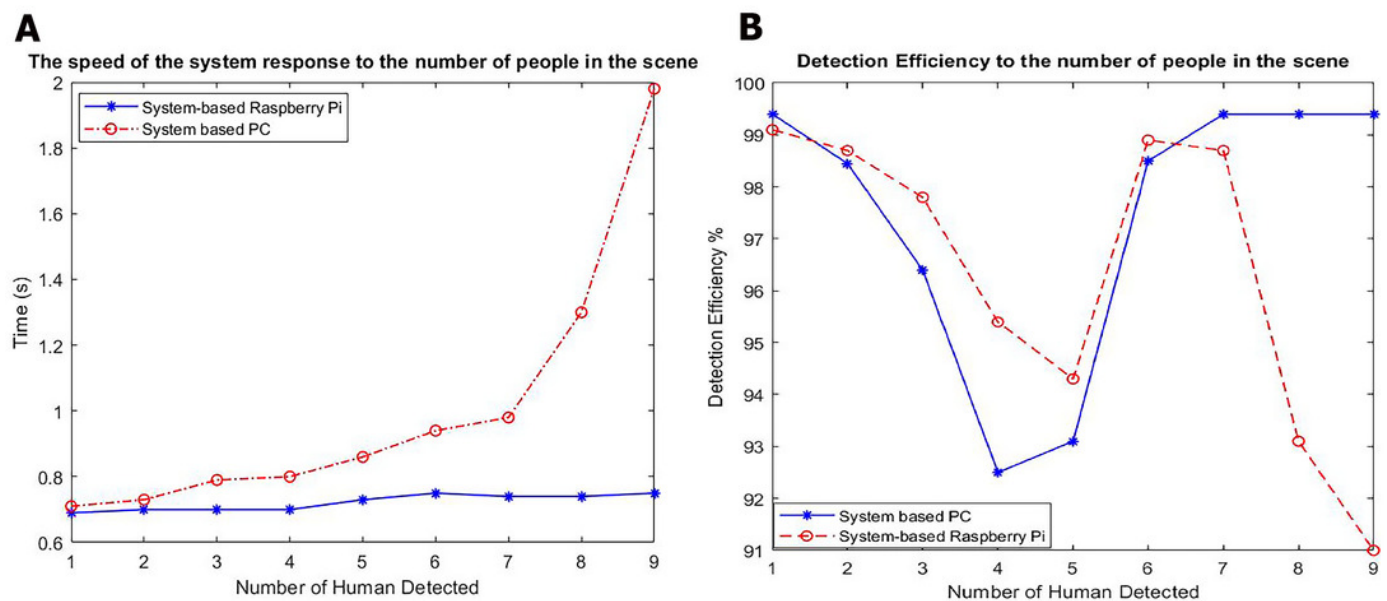 A
The speed of the system response to the number of people in the scene
2
1.8
1.6
1.4
1.2
1
0.8
0.6
Time (s)
System-based Raspberry Pi
System based PC
1 2 3 4 5 6 7 8 9
Number of Human Detected
B
Detection Efficiency to the number of people in the scene
100
99
98
97
96
95
94
93
92
91
Detection Efficiency %
System based PC
System-based Raspberry Pi
1 2 3 4 5 6 7 8 9
Number of Human Detected